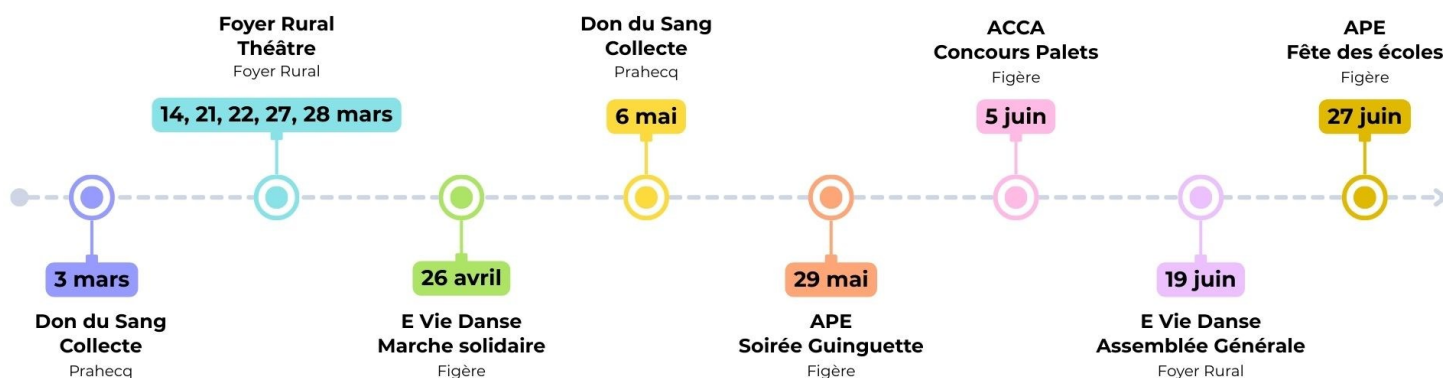 Foyer Rural
Théâtre
Foyer Rural
14, 21, 22, 27, 28 mars
Don du Sang
Collecte
Prahecq
6 mai
ACCA
Concours Palets
Figère
5 juin
APE
Fête des écoles
Figère
27 juin
3 mars
Don du Sang
Collecte
Prahecq
26 avril
E Vie Danse
Marche solidaire
Figère
29 mai
APE
Soirée Guinguette
Figère
19 juin
E Vie Danse
Assemblée Générale
Foyer Rural